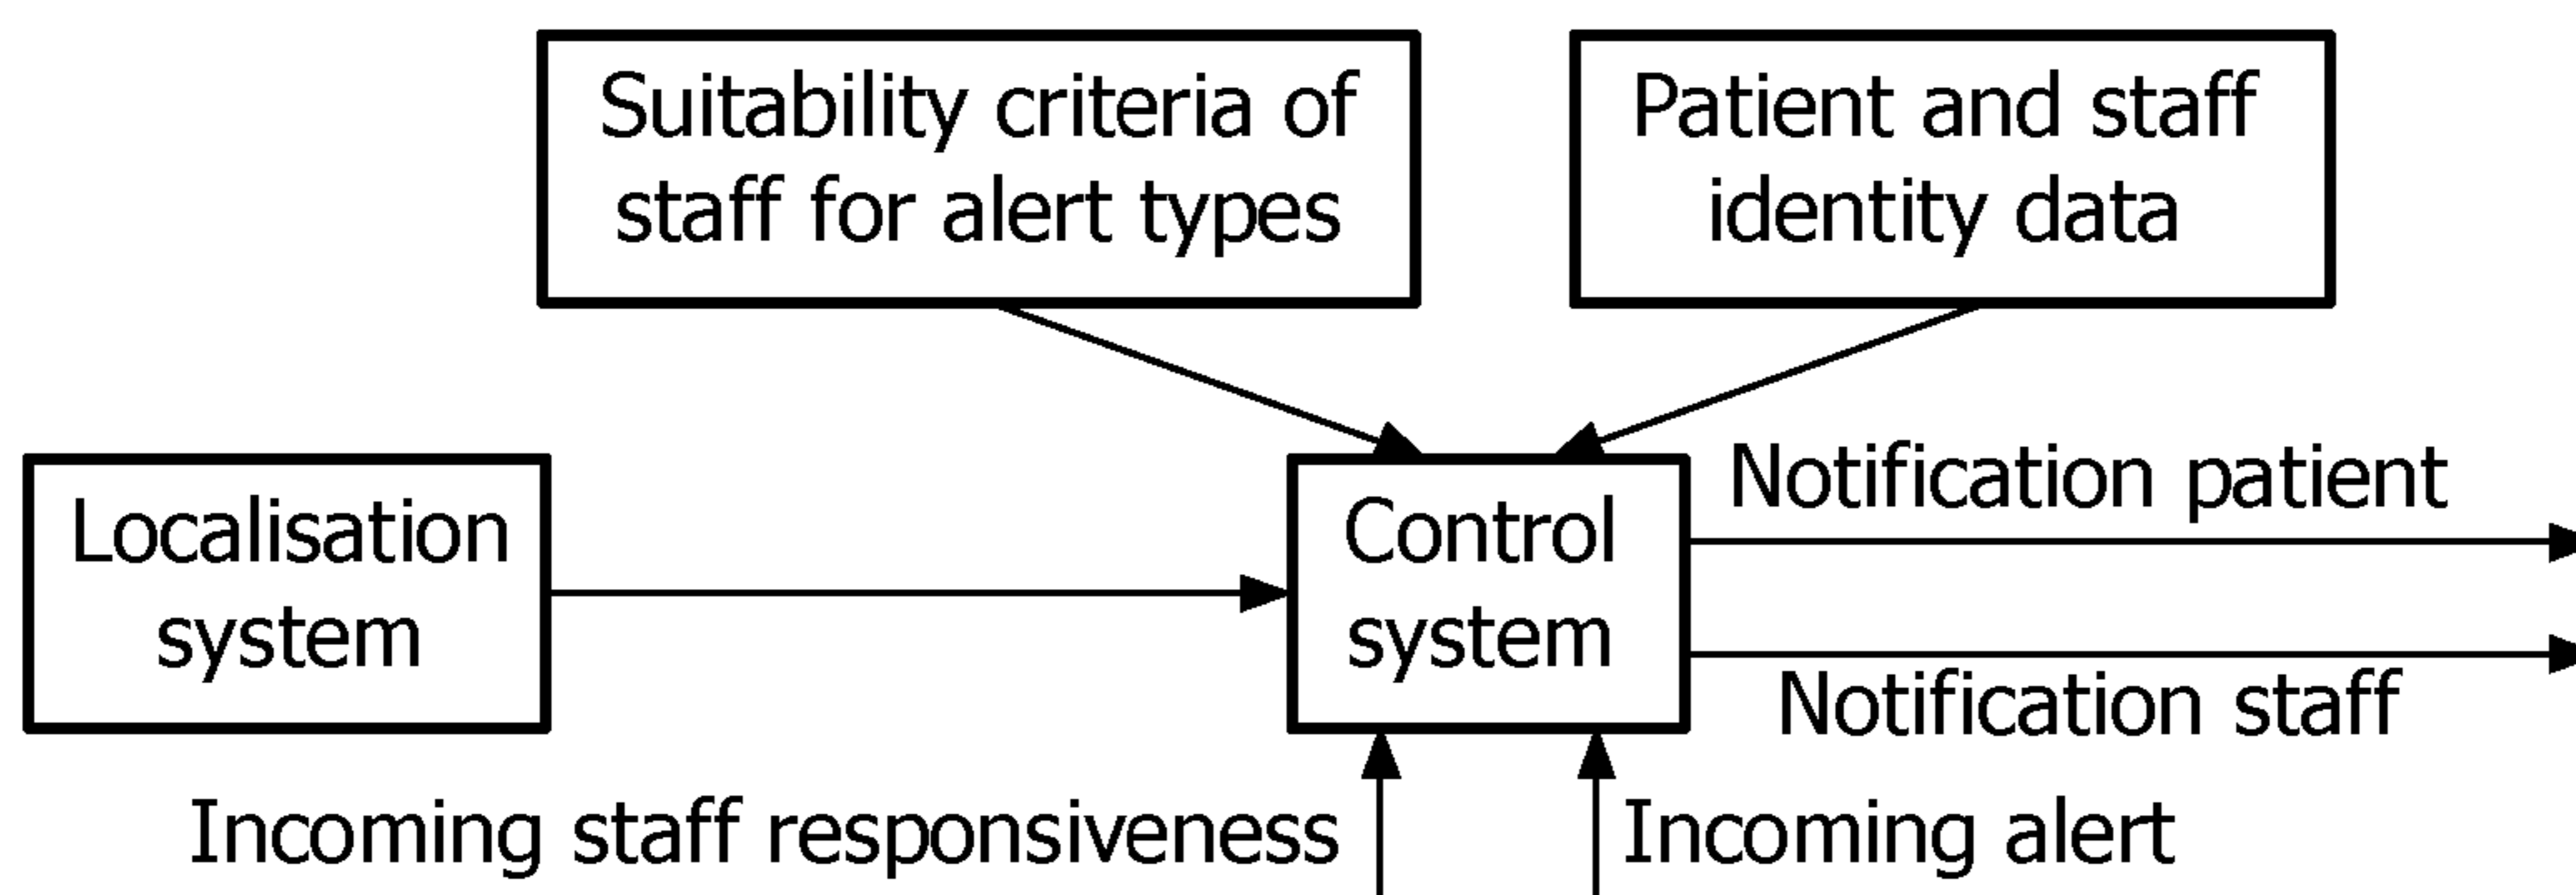 Suitability criteria of
staff for alert types
Patient and staff
identity data
Localisation
system
Control
system
Notification patient
Notification staff
Incoming staff responsiveness
Incoming alert